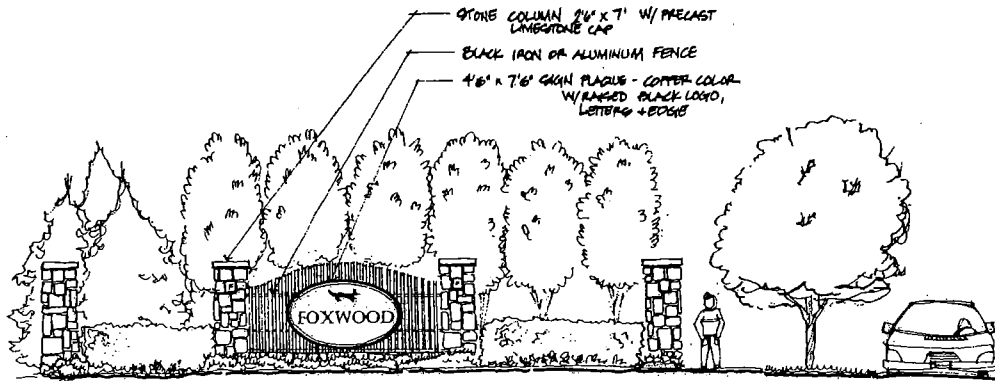 STONE COLUMN 2'6" x 7' W/ PRECAST
LIMESTONE CAP
BLACK IRON OR ALUMINUM FENCE
4'6" x 7'6" SIGN PLAQUE - COPPER COLOR
W/ RAISED BLACK LOGO,
LETTERS + EDGE
FOXWOOD